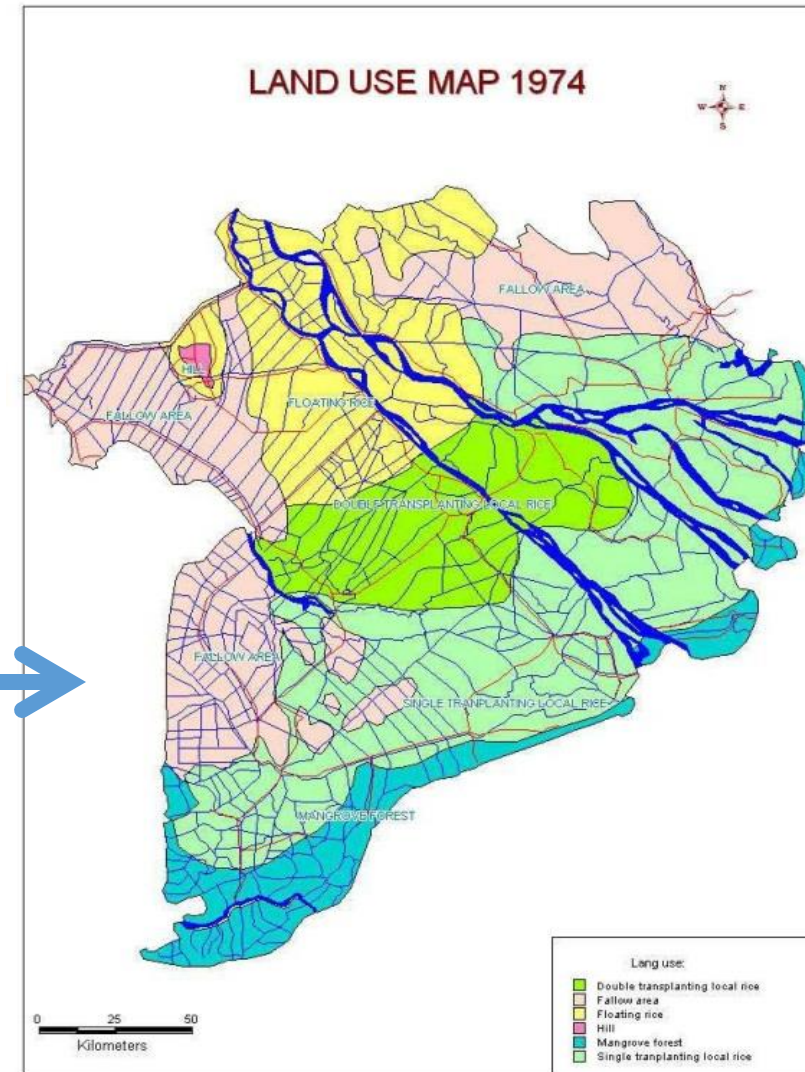 LAND USE MAP 1974
N
W E
S
FALLOW AREA
HILL
FALLOW AREA
FLOATING RICE
DOUBLE TRANSPLANTING LOCAL RICE
FALLOW AREA
SINGLE TRANPLANTING LOCAL RICE
MANGROVE FOREST
0 25 50
Kilometers
Lang use:
Double transplanting local rice
Fallow area
Floating rice
Hill
Mangrove forest
Single tranplanting local rice